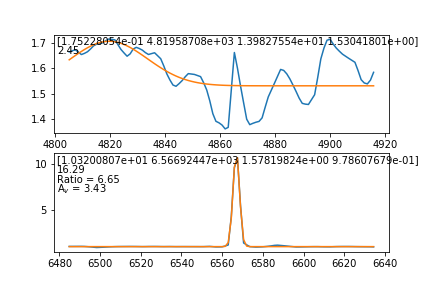 [1.75228054e-01 4.81958708e+03 1.39827554e+01 1.53041801e+00]
2.45
1.7
1.6
1.5
1.4
4800 4820 4840 4860 4880 4900 4920
[1.03200807e+01 6.56692447e+03 1.57819824e+00 9.78607679e-01]
16.29
Ratio = 6.65
Av = 3.43
10
5
6480 6500 6520 6540 6560 6580 6600 6620 6640